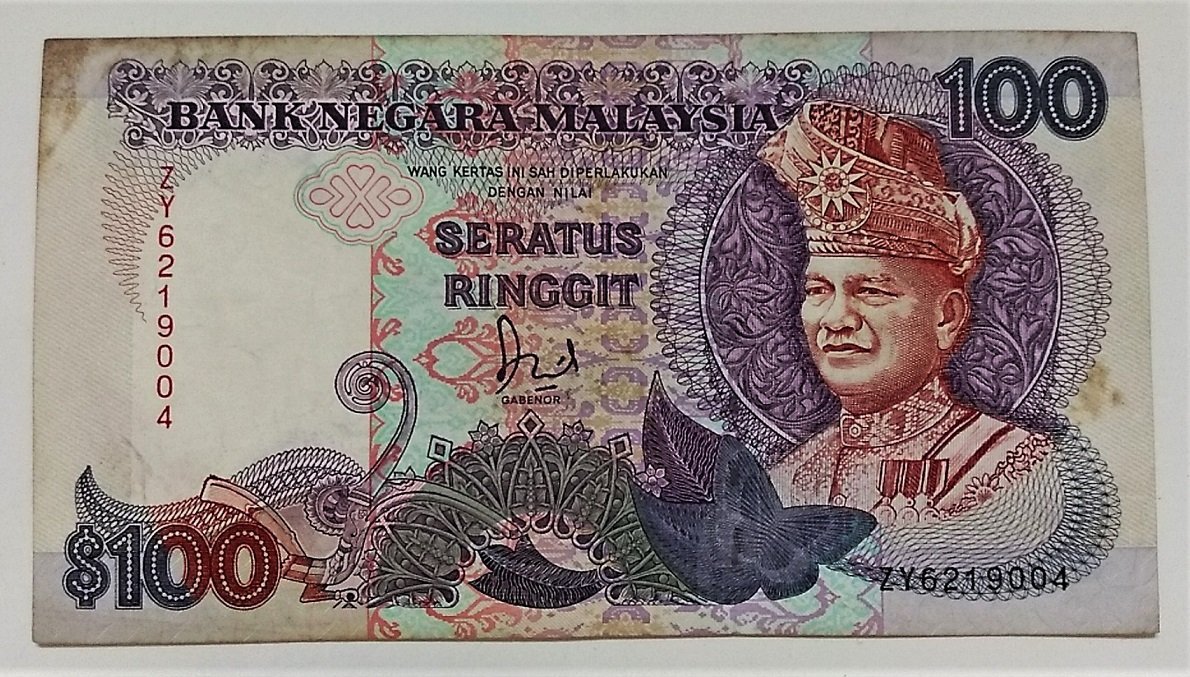 BANK NEGARA MALAYSIA
100
WANG KERTAS INI SAH DIPERLAKUKAN
DENGAN NILAI
ZY6219004
SERATUS
RINGGIT
GABENOR
$100
ZY6219004